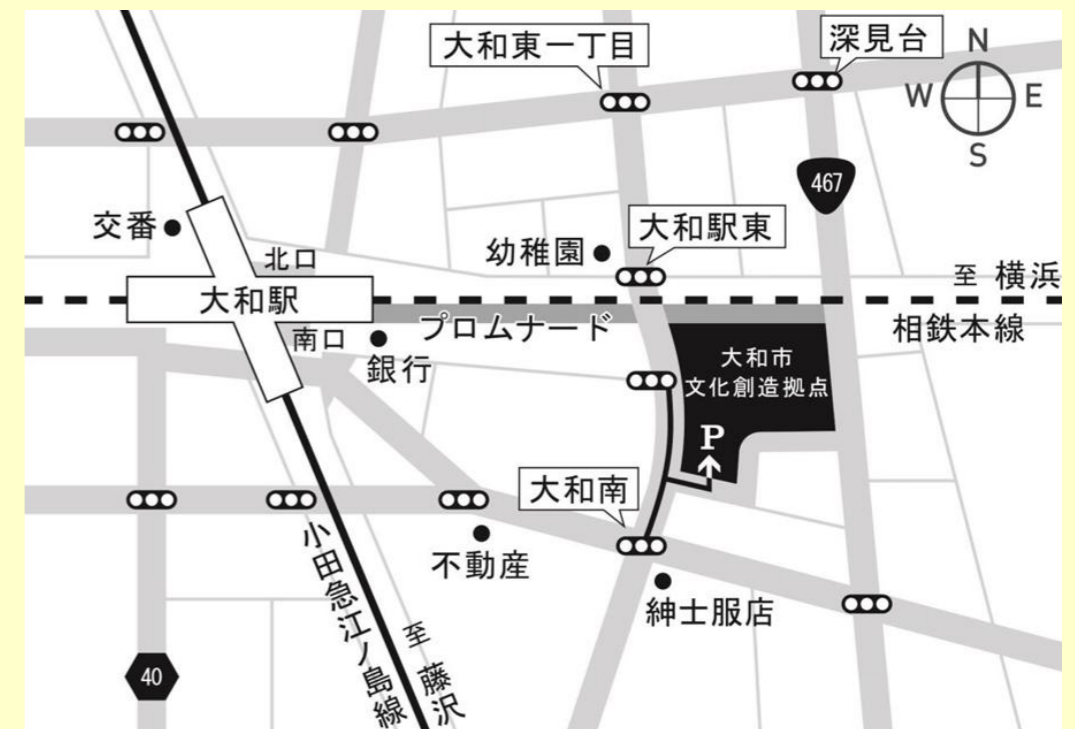 大和東一丁目
深見台
N
W
E
S
467
交番
北口
幼稚園
大和駅東
至 横浜
大和駅
南口
プロムナード
相鉄本線
銀行
大和市
文化創造拠点
P
大和南
不動産
紳士服店
小田急江ノ島線
至 藤沢
40